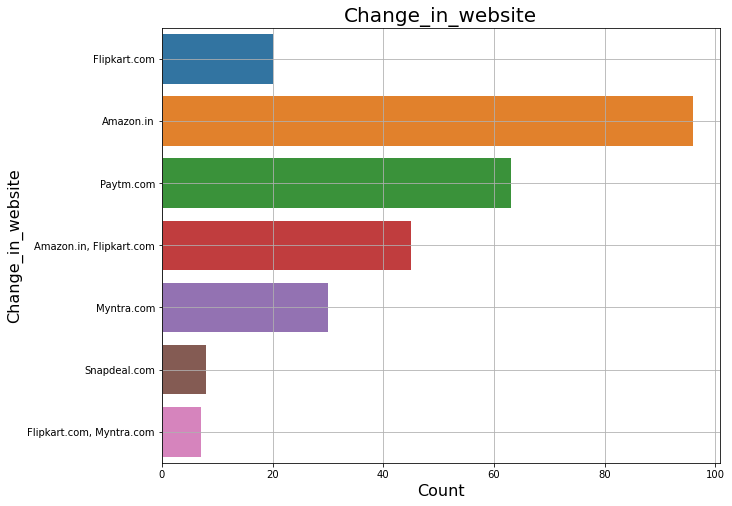 Change_in_website
Change_in_website
Flipkart.com
Amazon.in
Paytm.com
Amazon.in, Flipkart.com
Myntra.com
Snapdeal.com
Flipkart.com, Myntra.com
0 20 40 60 80 100
Count